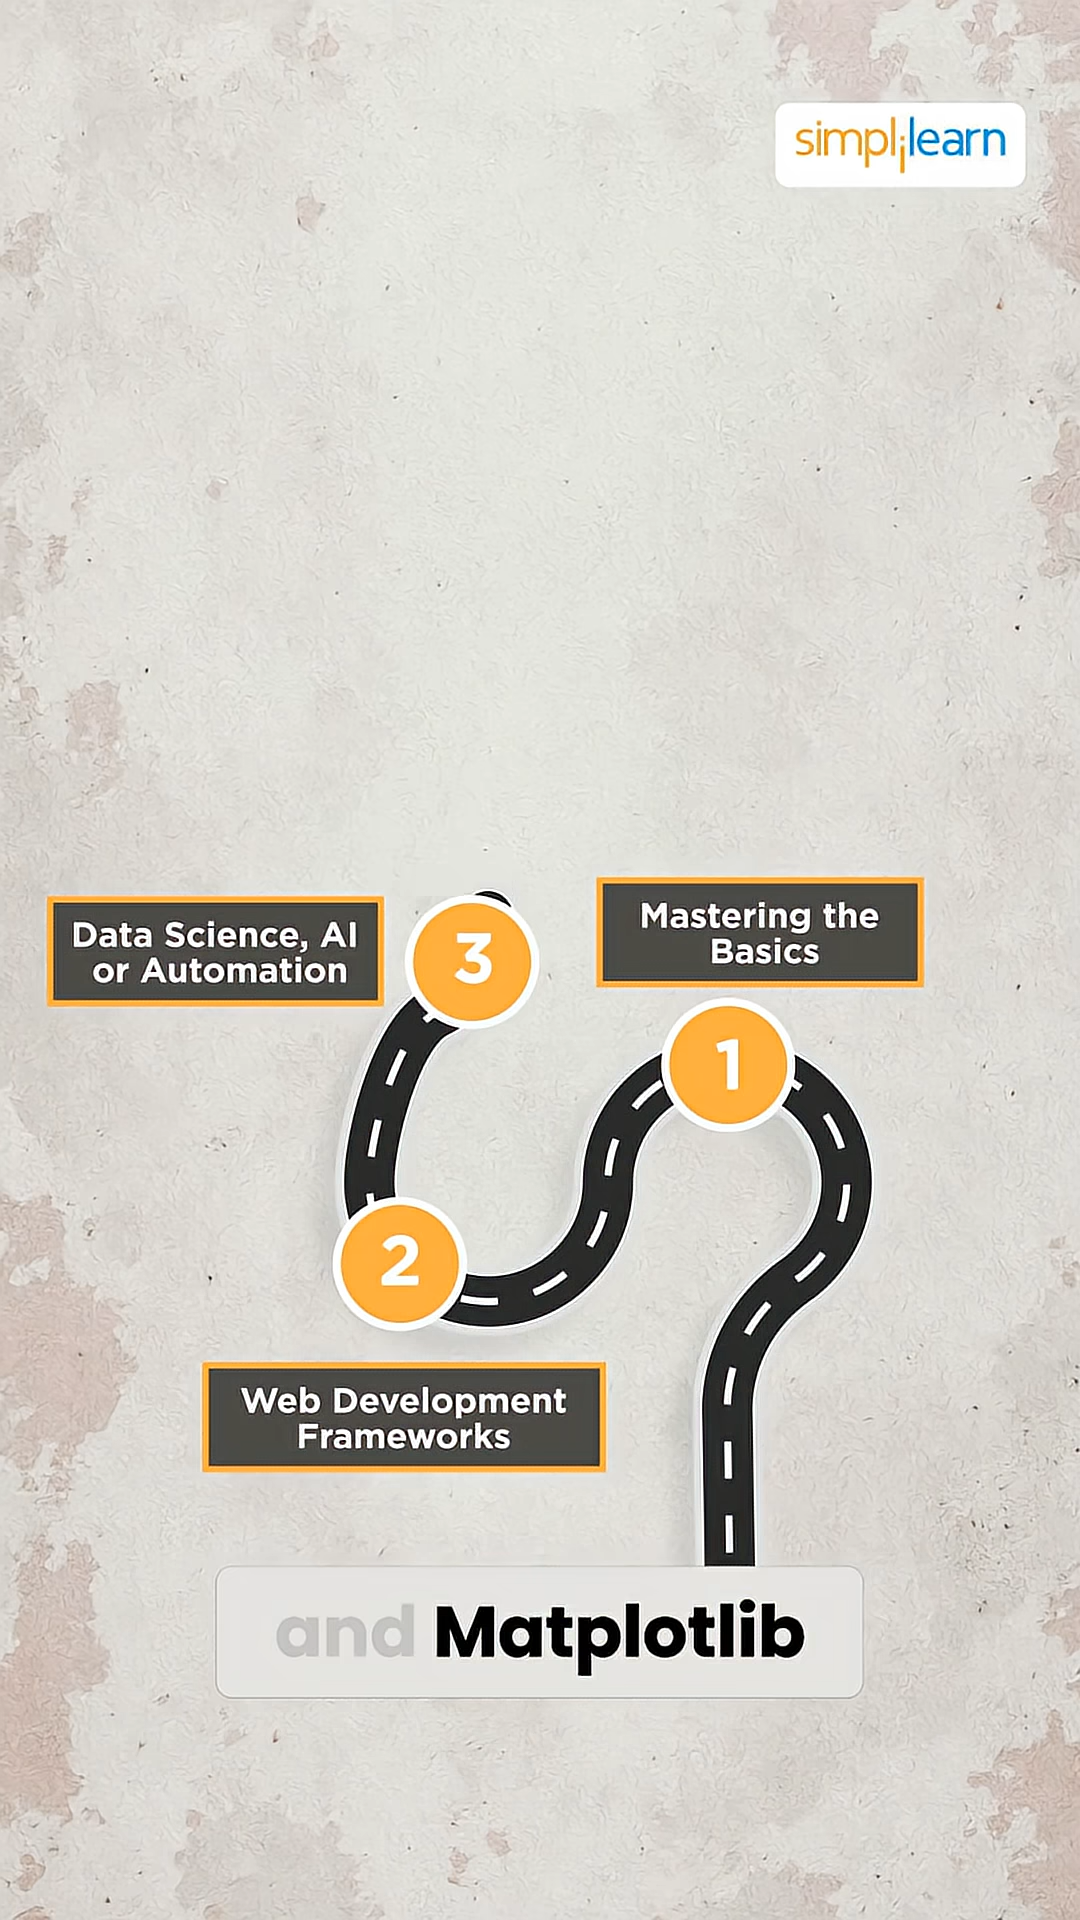 simplilearn
Data Science, AI
or Automation
3
Mastering the
Basics
1
2
Web Development
Frameworks
and Matplotlib